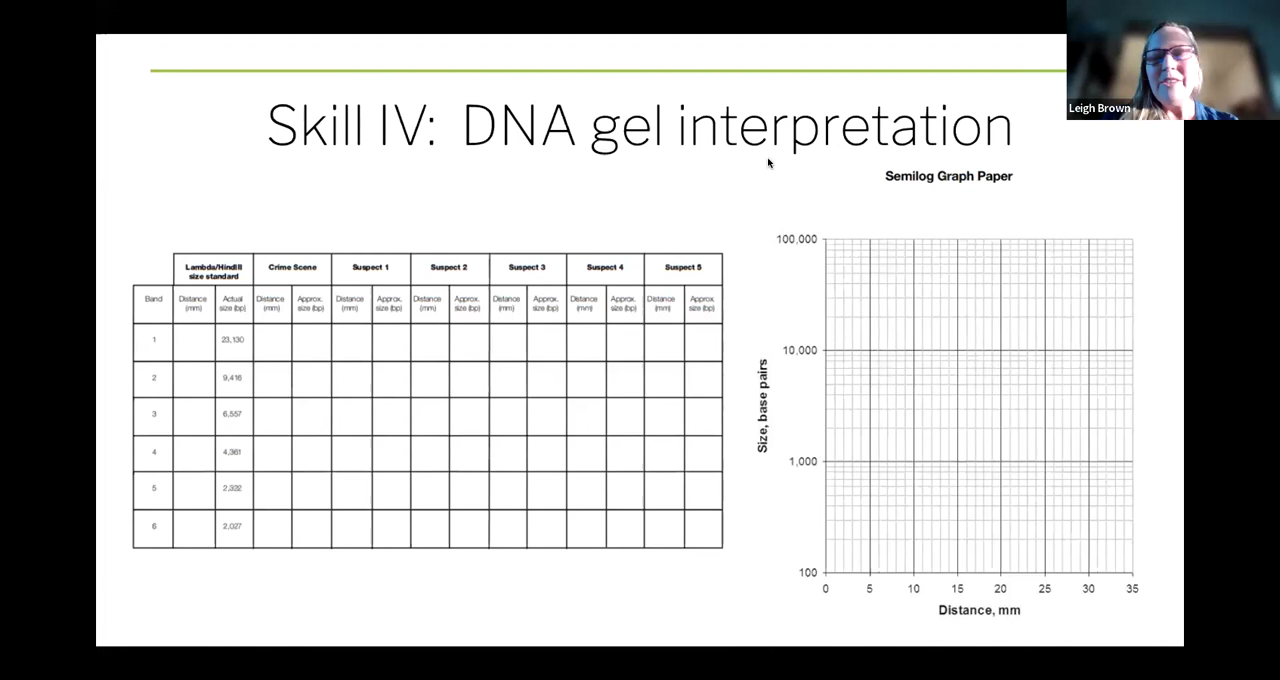 Leigh Brown
Skill IV: DNA gel interpretation
Semilog Graph Paper
Lambda/HindIII size standard Crime Scene Suspect 1 Suspect 2 Suspect 3 Suspect 4 Suspect 5
Band Distance (mm) Actual size (bp) Distance (mm) Approx. size (bp) Distance (mm) Approx. size (bp) Distance (mm) Approx. size (bp) Distance (mm) Approx. size (bp) Distance (mm) Approx. size (bp) Distance (mm) Approx. size (bp)
1 23,130
2 9,416
3 6,557
4 4,361
5 2,322
6 2,027
Size, base pairs
100,000
10,000
1,000
100
0 5 10 15 20 25 30 35
Distance, mm